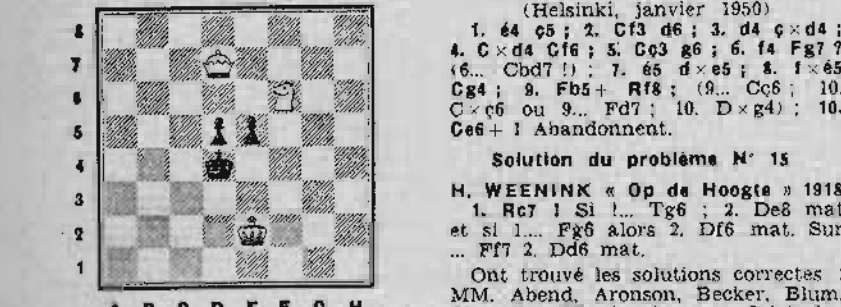 8
7
6
5
4
3
2
1
(Helsinki, janvier 1950)
1. é4 ç5 ; 2. Cf3 d6 ; 3. d4 ç×d4 ;
4. C×d4 Cf6 ; 5. Cç3 g6 ; 6. f4 Fg7 ?
(6... Cbd7 !) ; 7. é5 d×e5 ; 8. f×é5
Cg4 ; 9. Fb5+ Rf8 ; (9... Cç6 ; 10.
C×ç6 ou 9... Fd7 ; 10. D×g4) ; 10.
Ce6+ ! Abandonnent.
Solution du problème N° 15
H. WEENINK « Op de Hoogte » 1918
1. Rc7 ! Si 1... Tg6 ; 2. De8 mat
et si 1.... Fg6 alors 2. Df6 mat. Sur
... Ff7 2. Dd6 mat.
Ont trouvé les solutions correctes :
MM. Abend, Aronson, Becker, Blum,